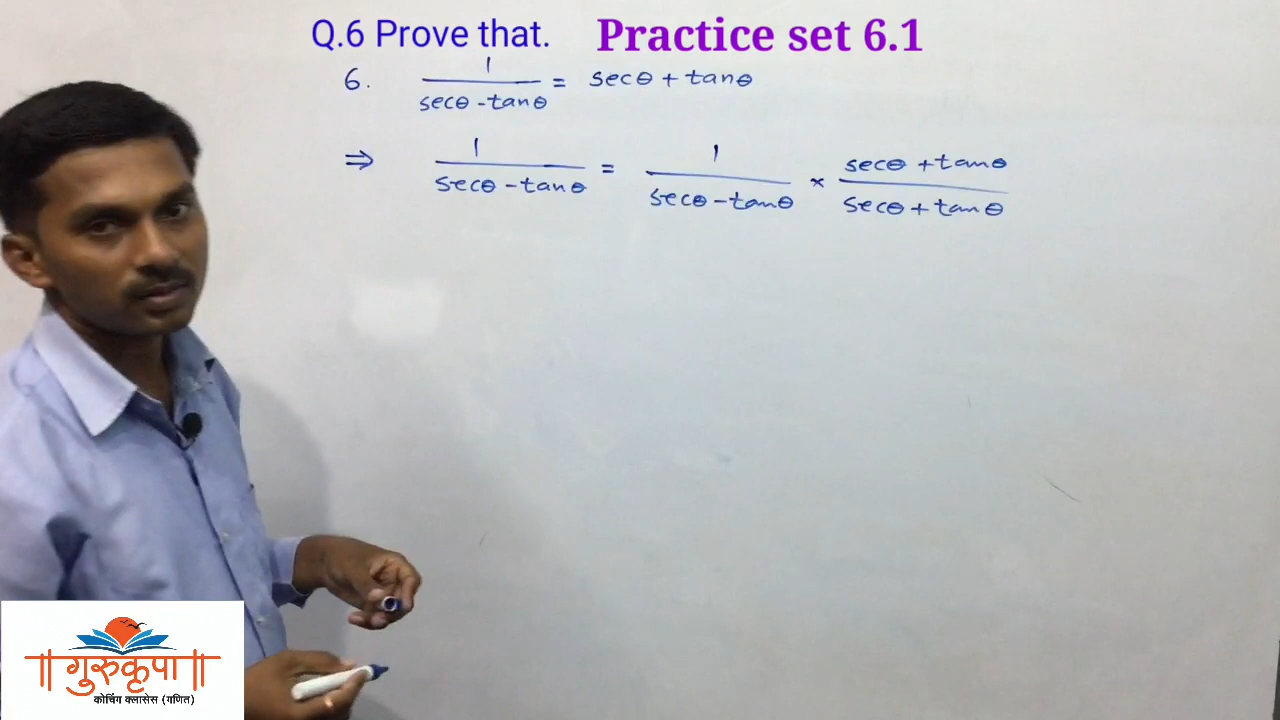 Q.6 Prove that. Practice set 6.1
6. 1 / secθ - tanθ = secθ + tanθ
⇒ 1 / secθ - tanθ = 1 / secθ - tanθ × secθ + tanθ / secθ + tanθ
॥ गुरुकृपा ॥
कोचिंग क्लासेस (गणित)